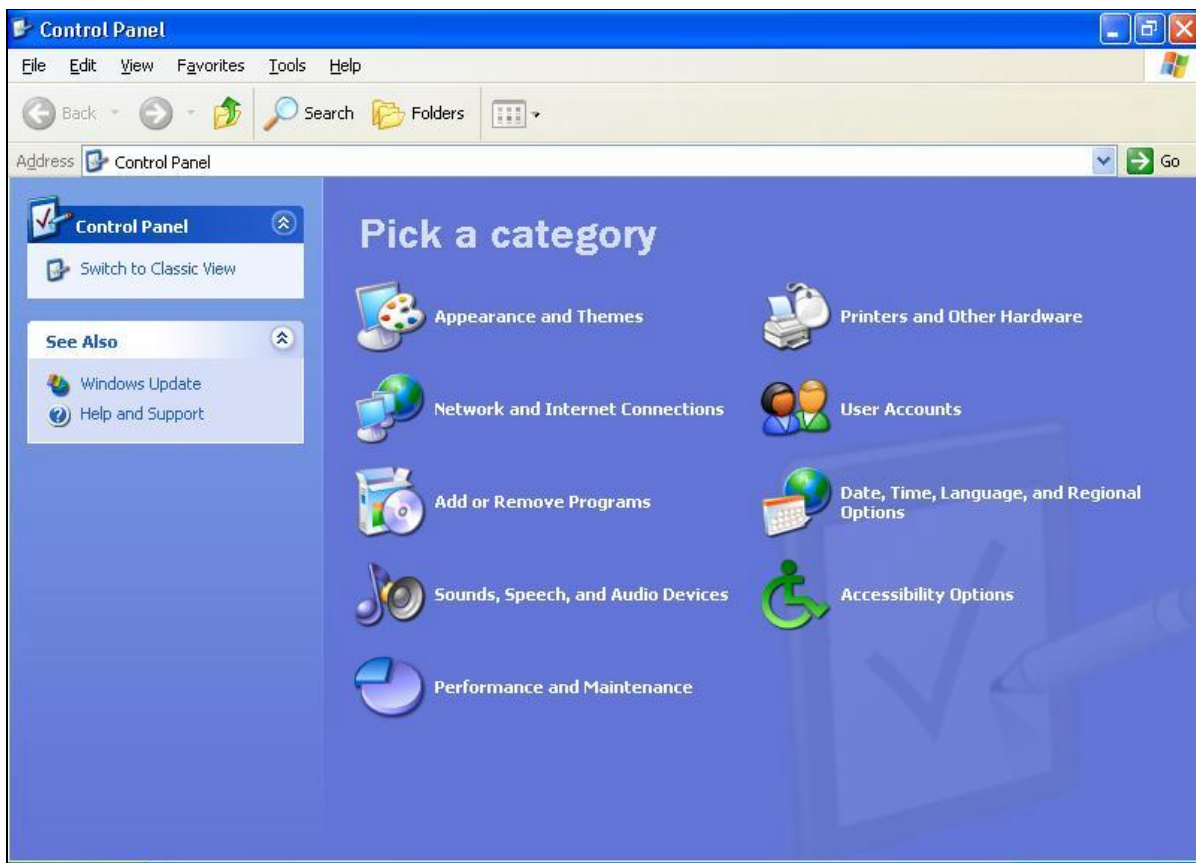 Control Panel
File Edit View Favorites Tools Help
Back Search Folders
Address Control Panel Go
Control Panel
Switch to Classic View
See Also
Windows Update
Help and Support
Pick a category
Appearance and Themes
Printers and Other Hardware
Network and Internet Connections
User Accounts
Add or Remove Programs
Date, Time, Language, and Regional
Options
Sounds, Speech, and Audio Devices
Accessibility Options
Performance and Maintenance